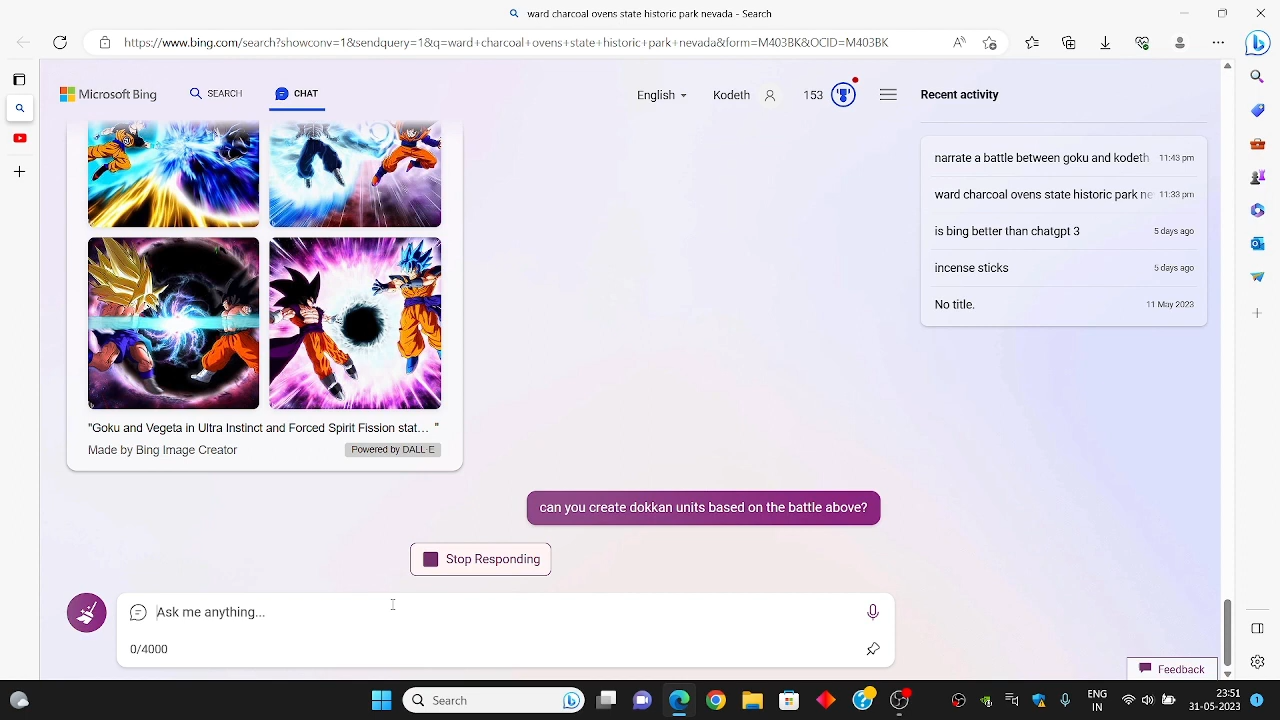 ward charcoal ovens state historic park nevada - Search
https://www.bing.com/search?showconv=1&sendquery=1&q=ward+charcoal+ovens+state+historic+park+nevada&form=M403BK&OCID=M403BK
Microsoft Bing
SEARCH
CHAT
English
Kodeth
153
Recent activity
narrate a battle between goku and kodeth 11:43 pm
ward charcoal ovens state historic park ne 11:33 pm
is bing better than chatgpt 3 5 days ago
incense sticks 5 days ago
No title. 11 May 2023
"Goku and Vegeta in Ultra Instinct and Forced Spirit Fission stat... "
Made by Bing Image Creator
Powered by DALL·E
can you create dokkan units based on the battle above?
Stop Responding
Ask me anything...
0/4000
Feedback
Search
ENG
IN
23:51
31-05-2023
1